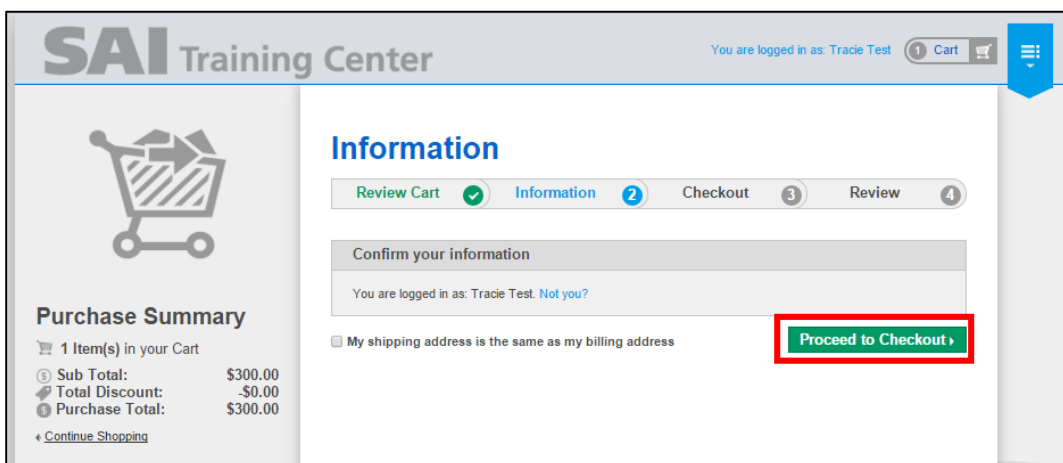 SAI Training Center
You are logged in as: Tracie Test
1 Cart
Information
Review Cart
Information 2
Checkout 3
Review 4
Confirm your information
You are logged in as: Tracie Test. Not you?
My shipping address is the same as my billing address
Proceed to Checkout
Purchase Summary
1 Item(s) in your Cart
$ Sub Total: $300.00
Total Discount: -$0.00
$ Purchase Total: $300.00
Continue Shopping